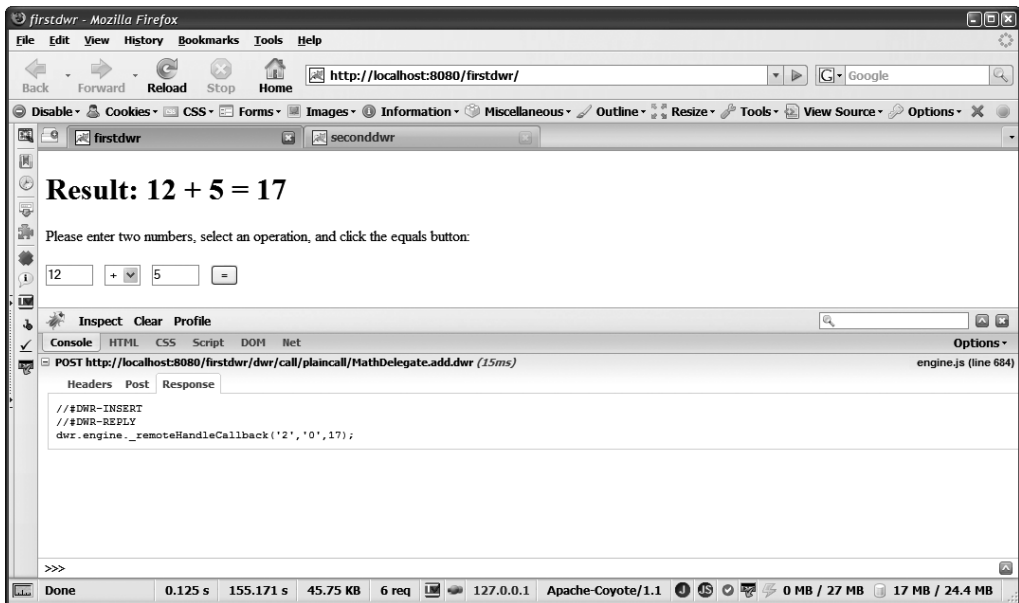 firstdwr - Mozilla Firefox
File Edit View History Bookmarks Tools Help
Back Forward Reload Stop Home http://localhost:8080/firstdwr/ G Google
Disable Cookies CSS Forms Images Information Miscellaneous Outline Resize Tools View Source Options
firstdwr seconddwr
Result: 12 + 5 = 17
Please enter two numbers, select an operation, and click the equals button:
12 + 5 =
Inspect Clear Profile
Console HTML CSS Script DOM Net Options
POST http://localhost:8080/firstdwr/dwr/call/plaincall/MathDelegate.add.dwr (15ms) engine.js (line 684)
Headers Post Response
//#DWR-INSERT
//#DWR-REPLY
dwr.engine._remoteHandleCallback('2','0',17);
>>>
Done 0.125 s 155.171 s 45.75 KB 6 req 127.0.0.1 Apache-Coyote/1.1 J JS 0 MB / 27 MB 17 MB / 24.4 MB